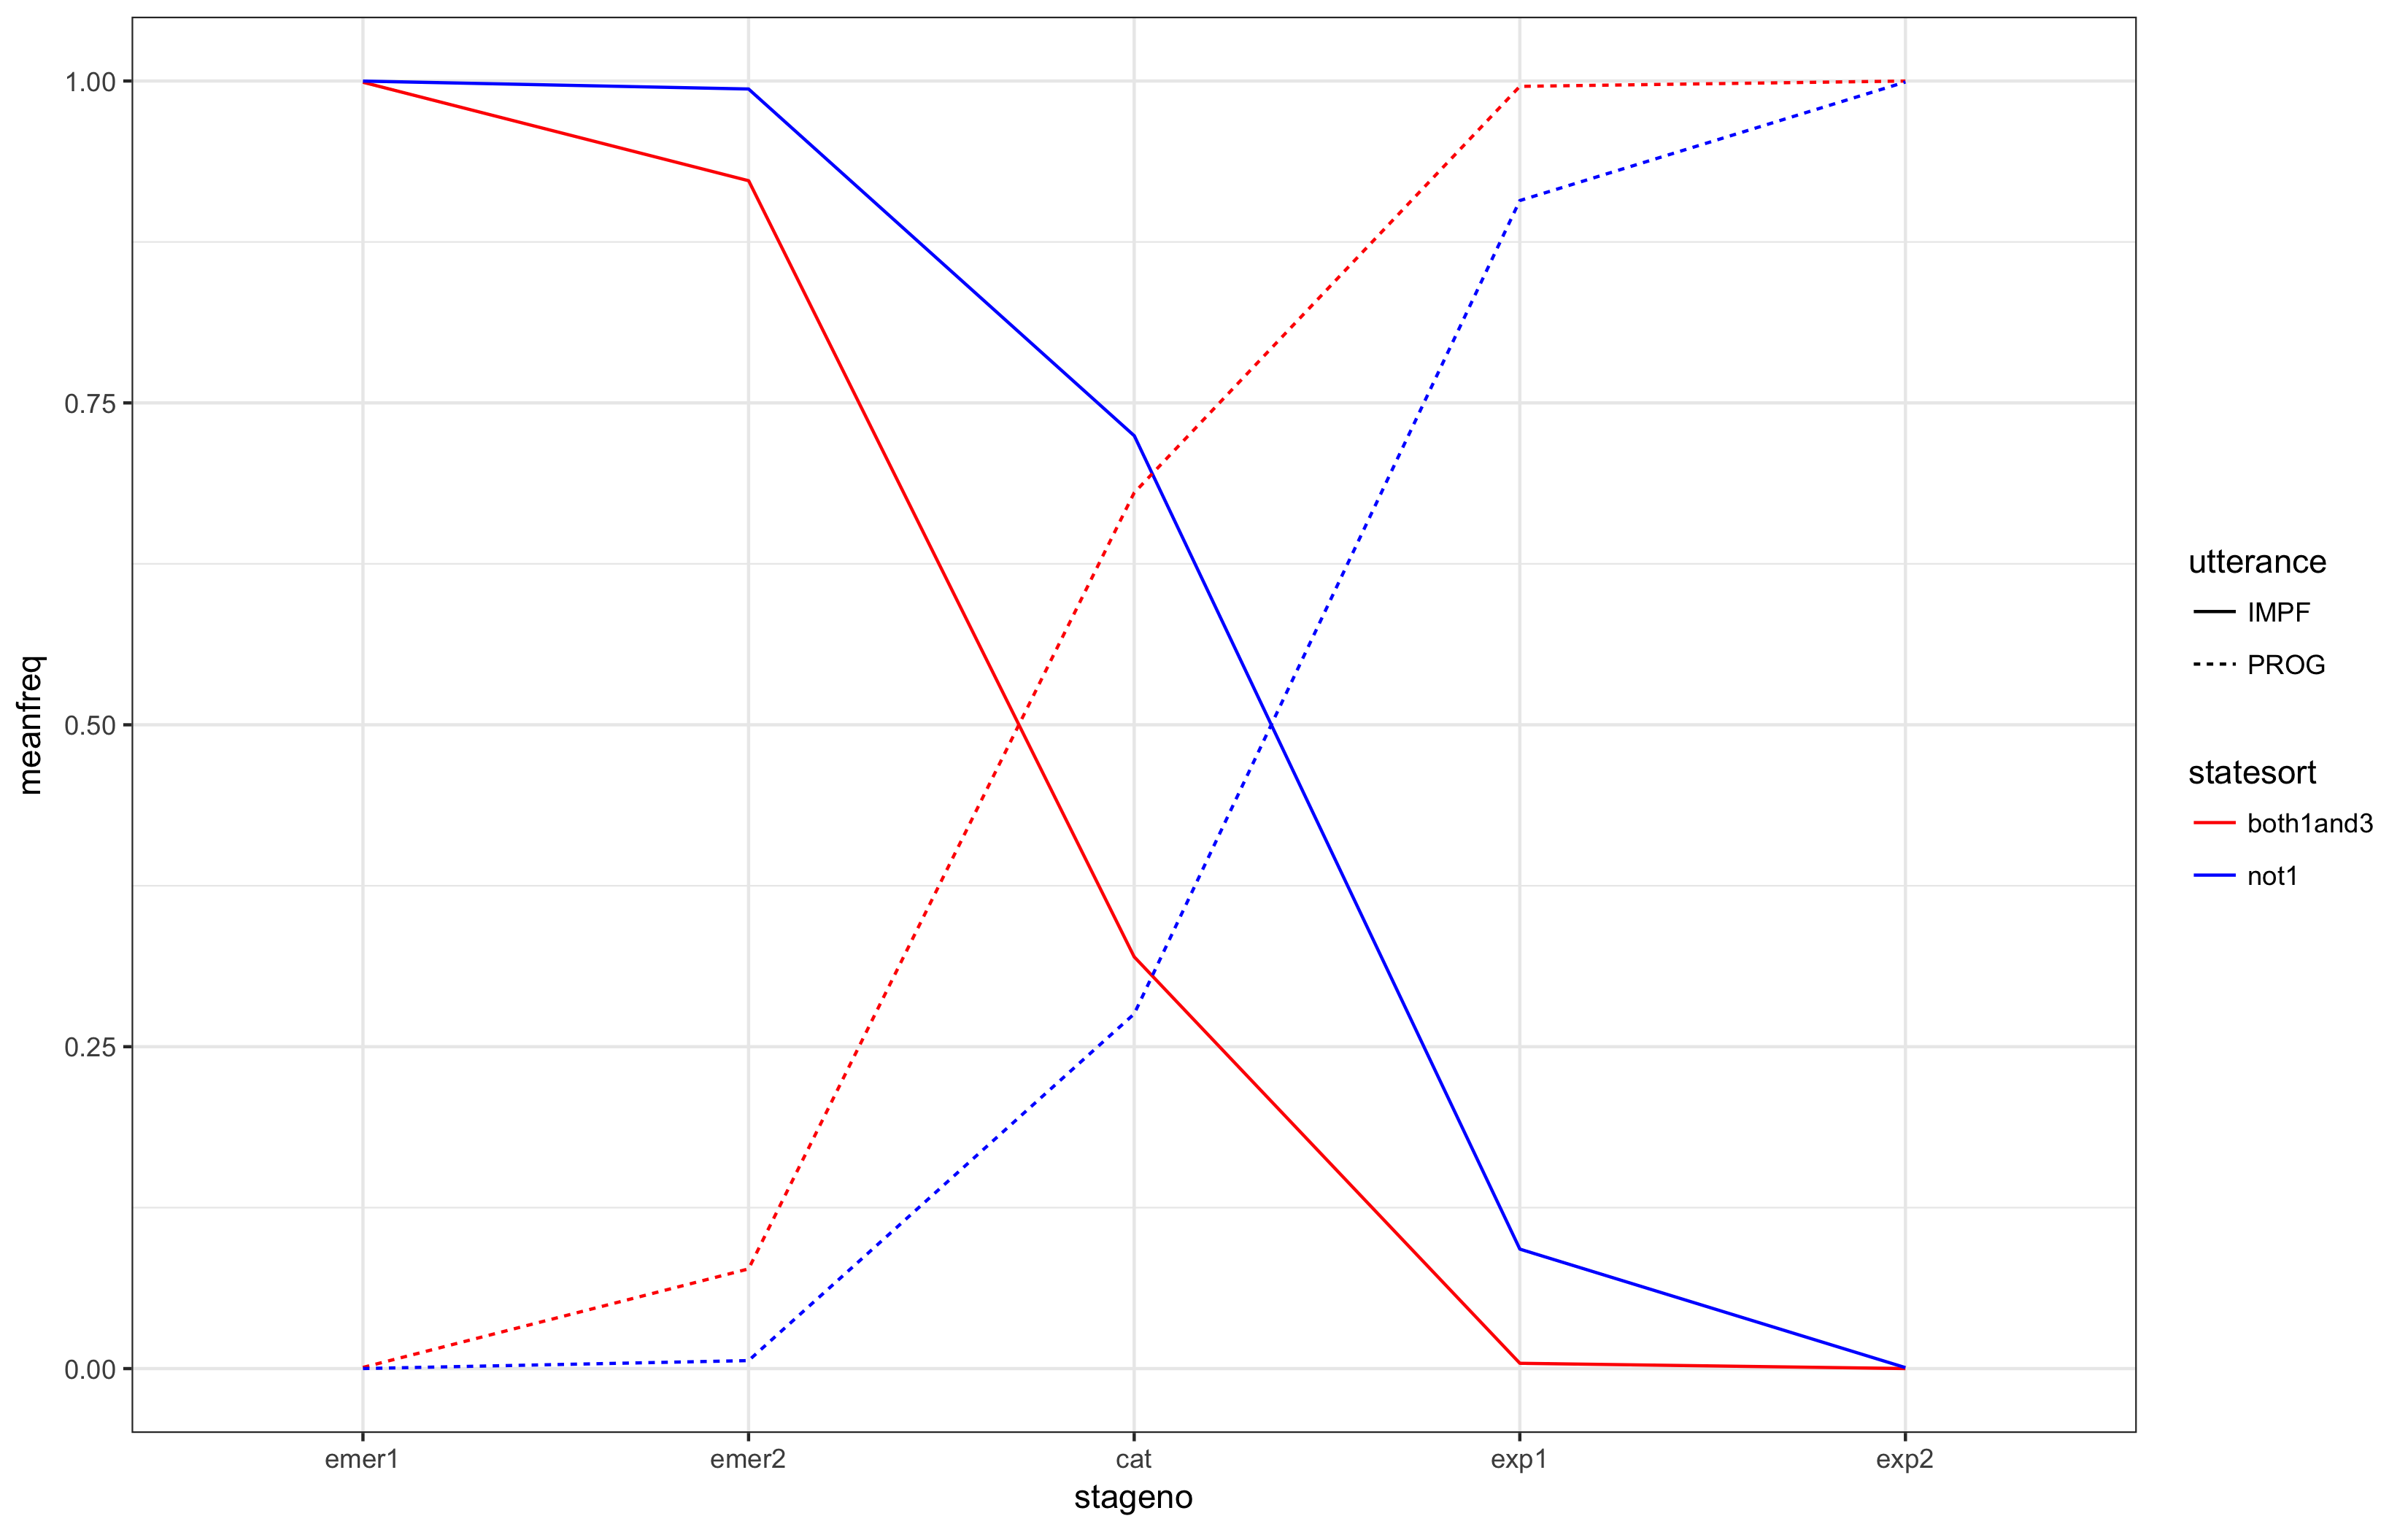 1.00
0.75
0.50
0.25
0.00
meanfreq
emer1
emer2
cat
exp1
exp2
stageno
utterance
IMPF
PROG
statesort
both1and3
not1